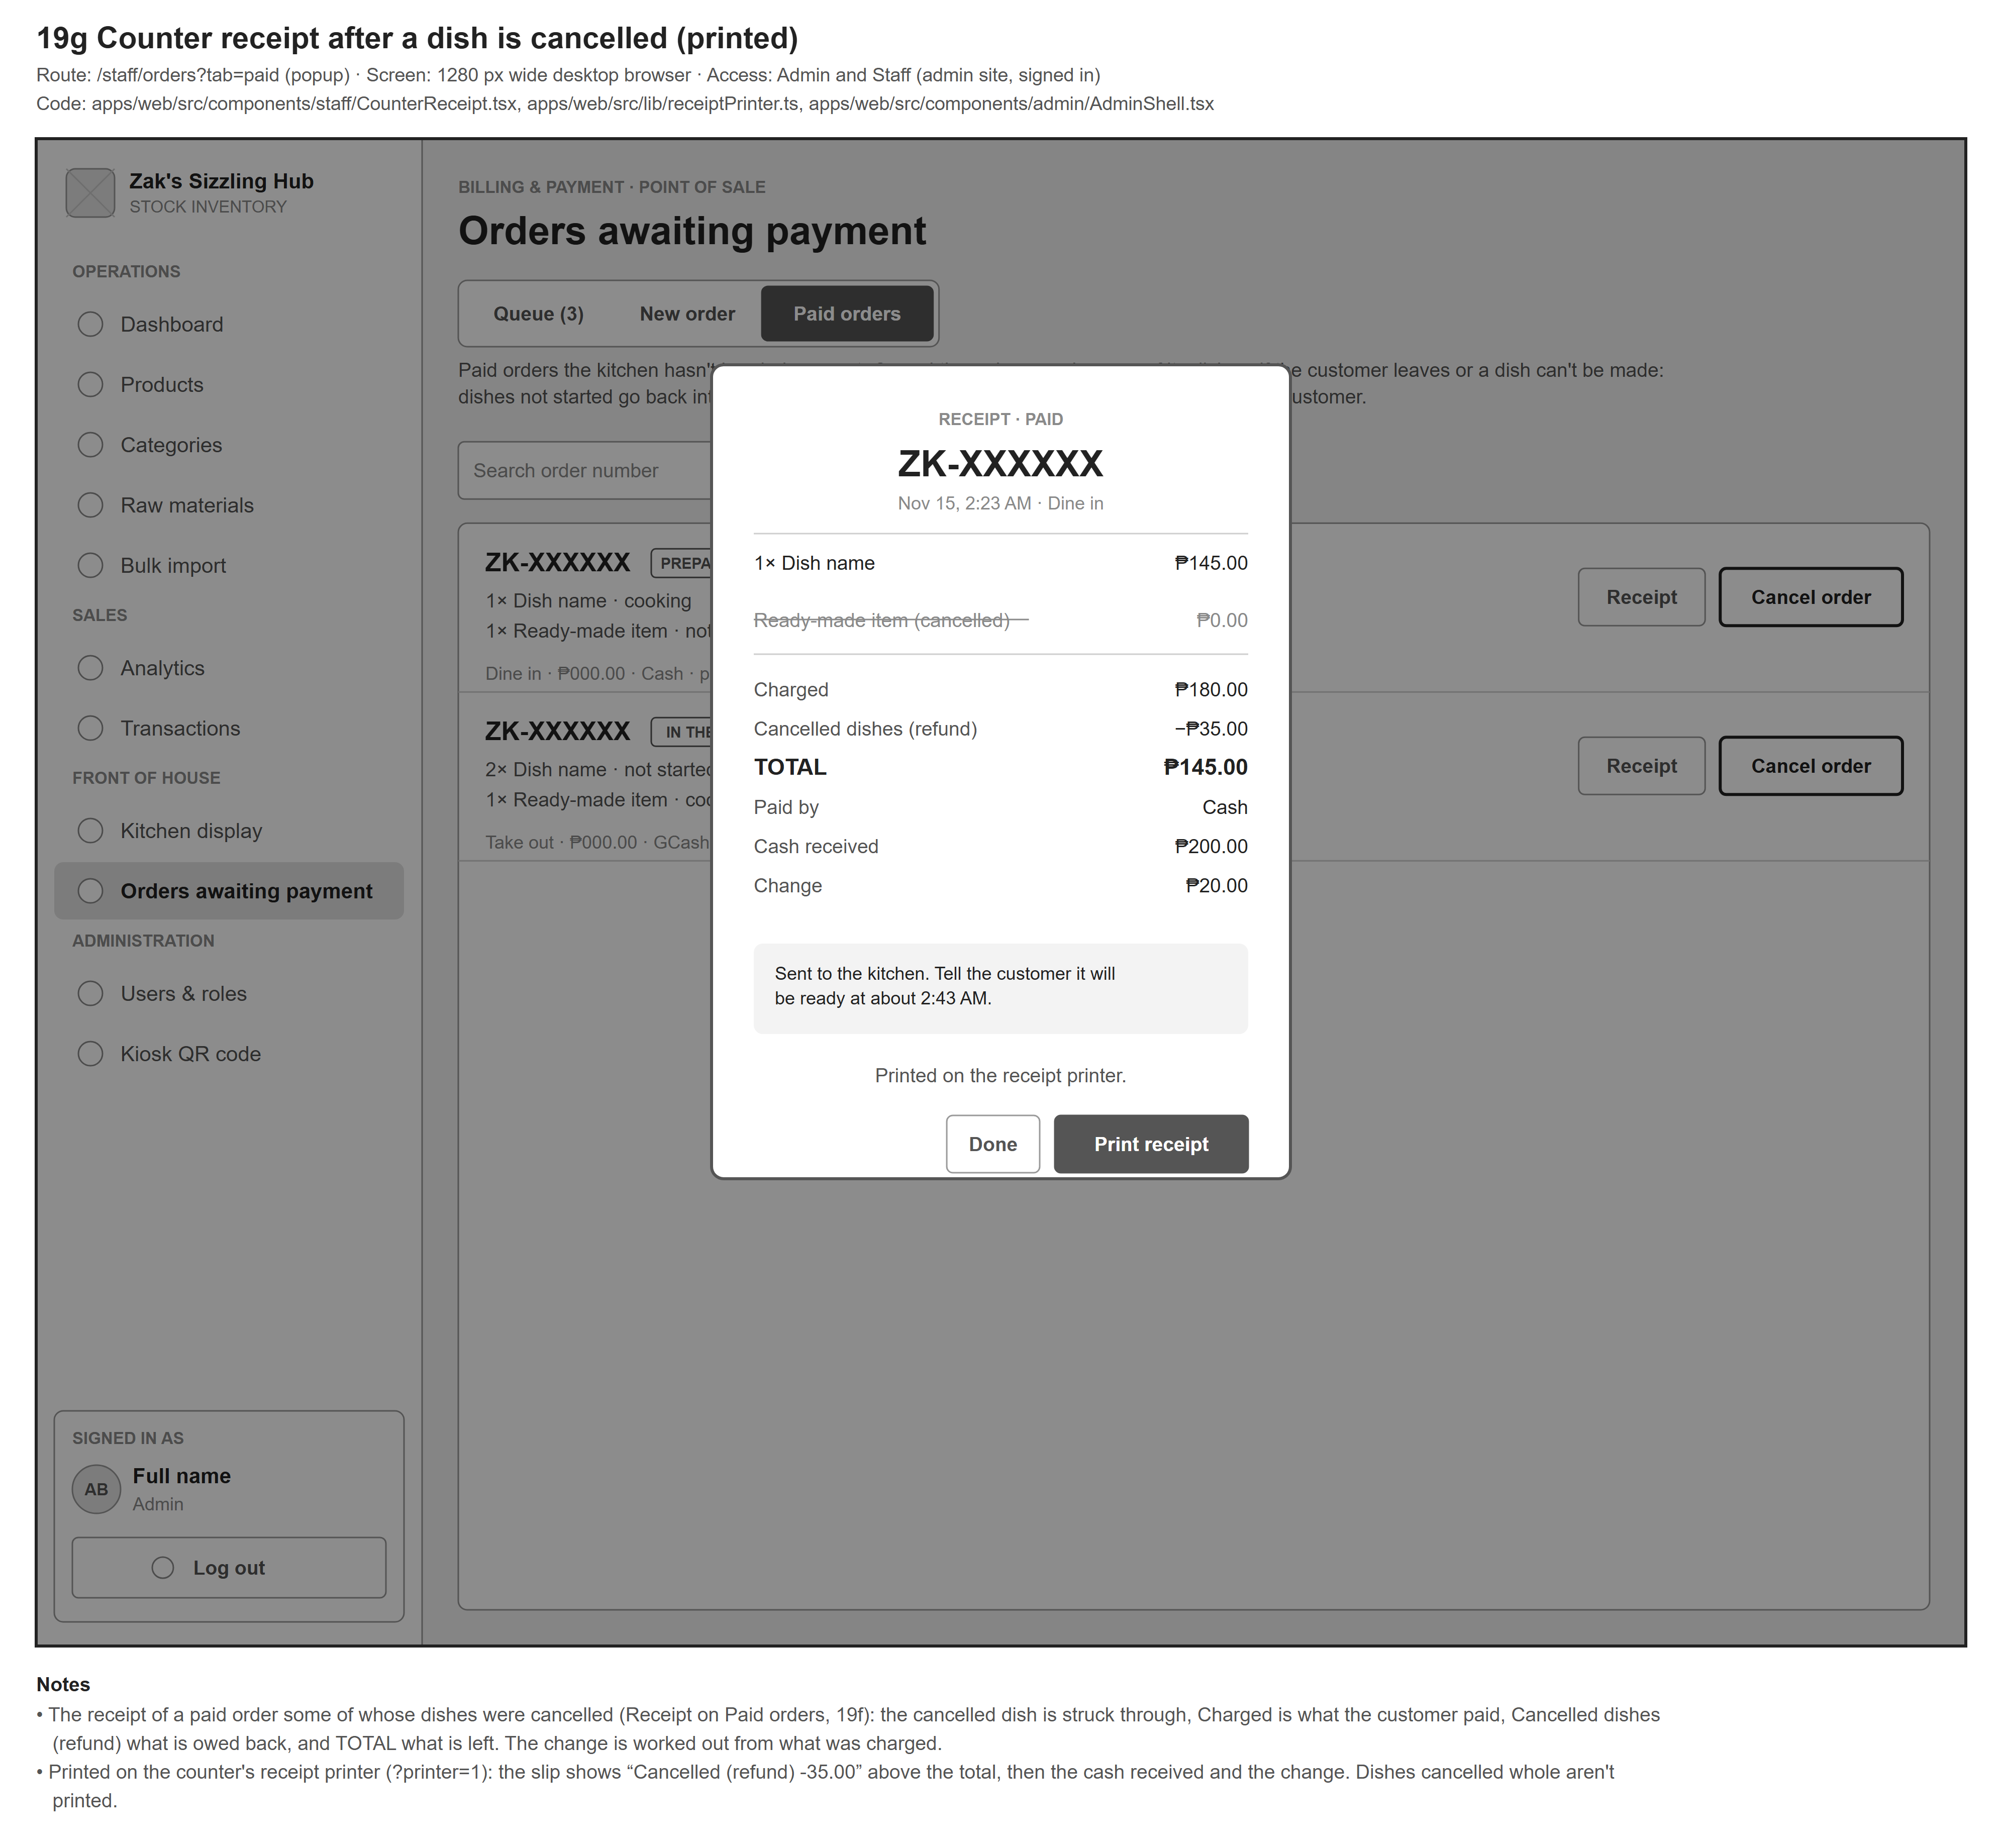 19g Counter receipt after a dish is cancelled (printed)
Route: /staff/orders?tab=paid (popup) · Screen: 1280 px wide desktop browser · Access: Admin and Staff (admin site, signed in)
Code: apps/web/src/components/staff/CounterReceipt.tsx, apps/web/src/lib/receiptPrinter.ts, apps/web/src/components/admin/AdminShell.tsx
Zak's Sizzling Hub
STOCK INVENTORY
OPERATIONS
Dashboard
Products
Categories
Raw materials
Bulk import
SALES
Analytics
Transactions
FRONT OF HOUSE
Kitchen display
Orders awaiting payment
ADMINISTRATION
Users & roles
Kiosk QR code
SIGNED IN AS
AB
Full name
Admin
Log out
BILLING & PAYMENT · POINT OF SALE
Orders awaiting payment
Queue (3) New order Paid orders
Paid orders the kitchen hasn't customer leaves or a dish can't be made:
dishes not started go back
Search order number
ZK-XXXXXX
1× Dish name · cooking
1× Ready-made item ·
Dine in · ₱000.00 · Cash ·
Receipt Cancel order
ZK-XXXXXX IN
2× Dish name · not started
1× Ready-made item ·
Take out · ₱000.00 · GCash
Receipt Cancel order
RECEIPT · PAID
ZK-XXXXXX
Nov 15, 2:23 AM · Dine in
1× Dish name ₱145.00
Ready-made item (cancelled) ₱0.00
Charged ₱180.00
Cancelled dishes (refund) −₱35.00
TOTAL ₱145.00
Paid by Cash
Cash received ₱200.00
Change ₱20.00
Sent to the kitchen. Tell the customer it will
be ready at about 2:43 AM.
Printed on the receipt printer.
Done Print receipt
Notes
• The receipt of a paid order some of whose dishes were cancelled (Receipt on Paid orders, 19f): the cancelled dish is struck through, Charged is what the customer paid, Cancelled dishes
(refund) what is owed back, and TOTAL what is left. The change is worked out from what was charged.
• Printed on the counter's receipt printer (?printer=1): the slip shows “Cancelled (refund) -35.00” above the total, then the cash received and the change. Dishes cancelled whole aren't
printed.